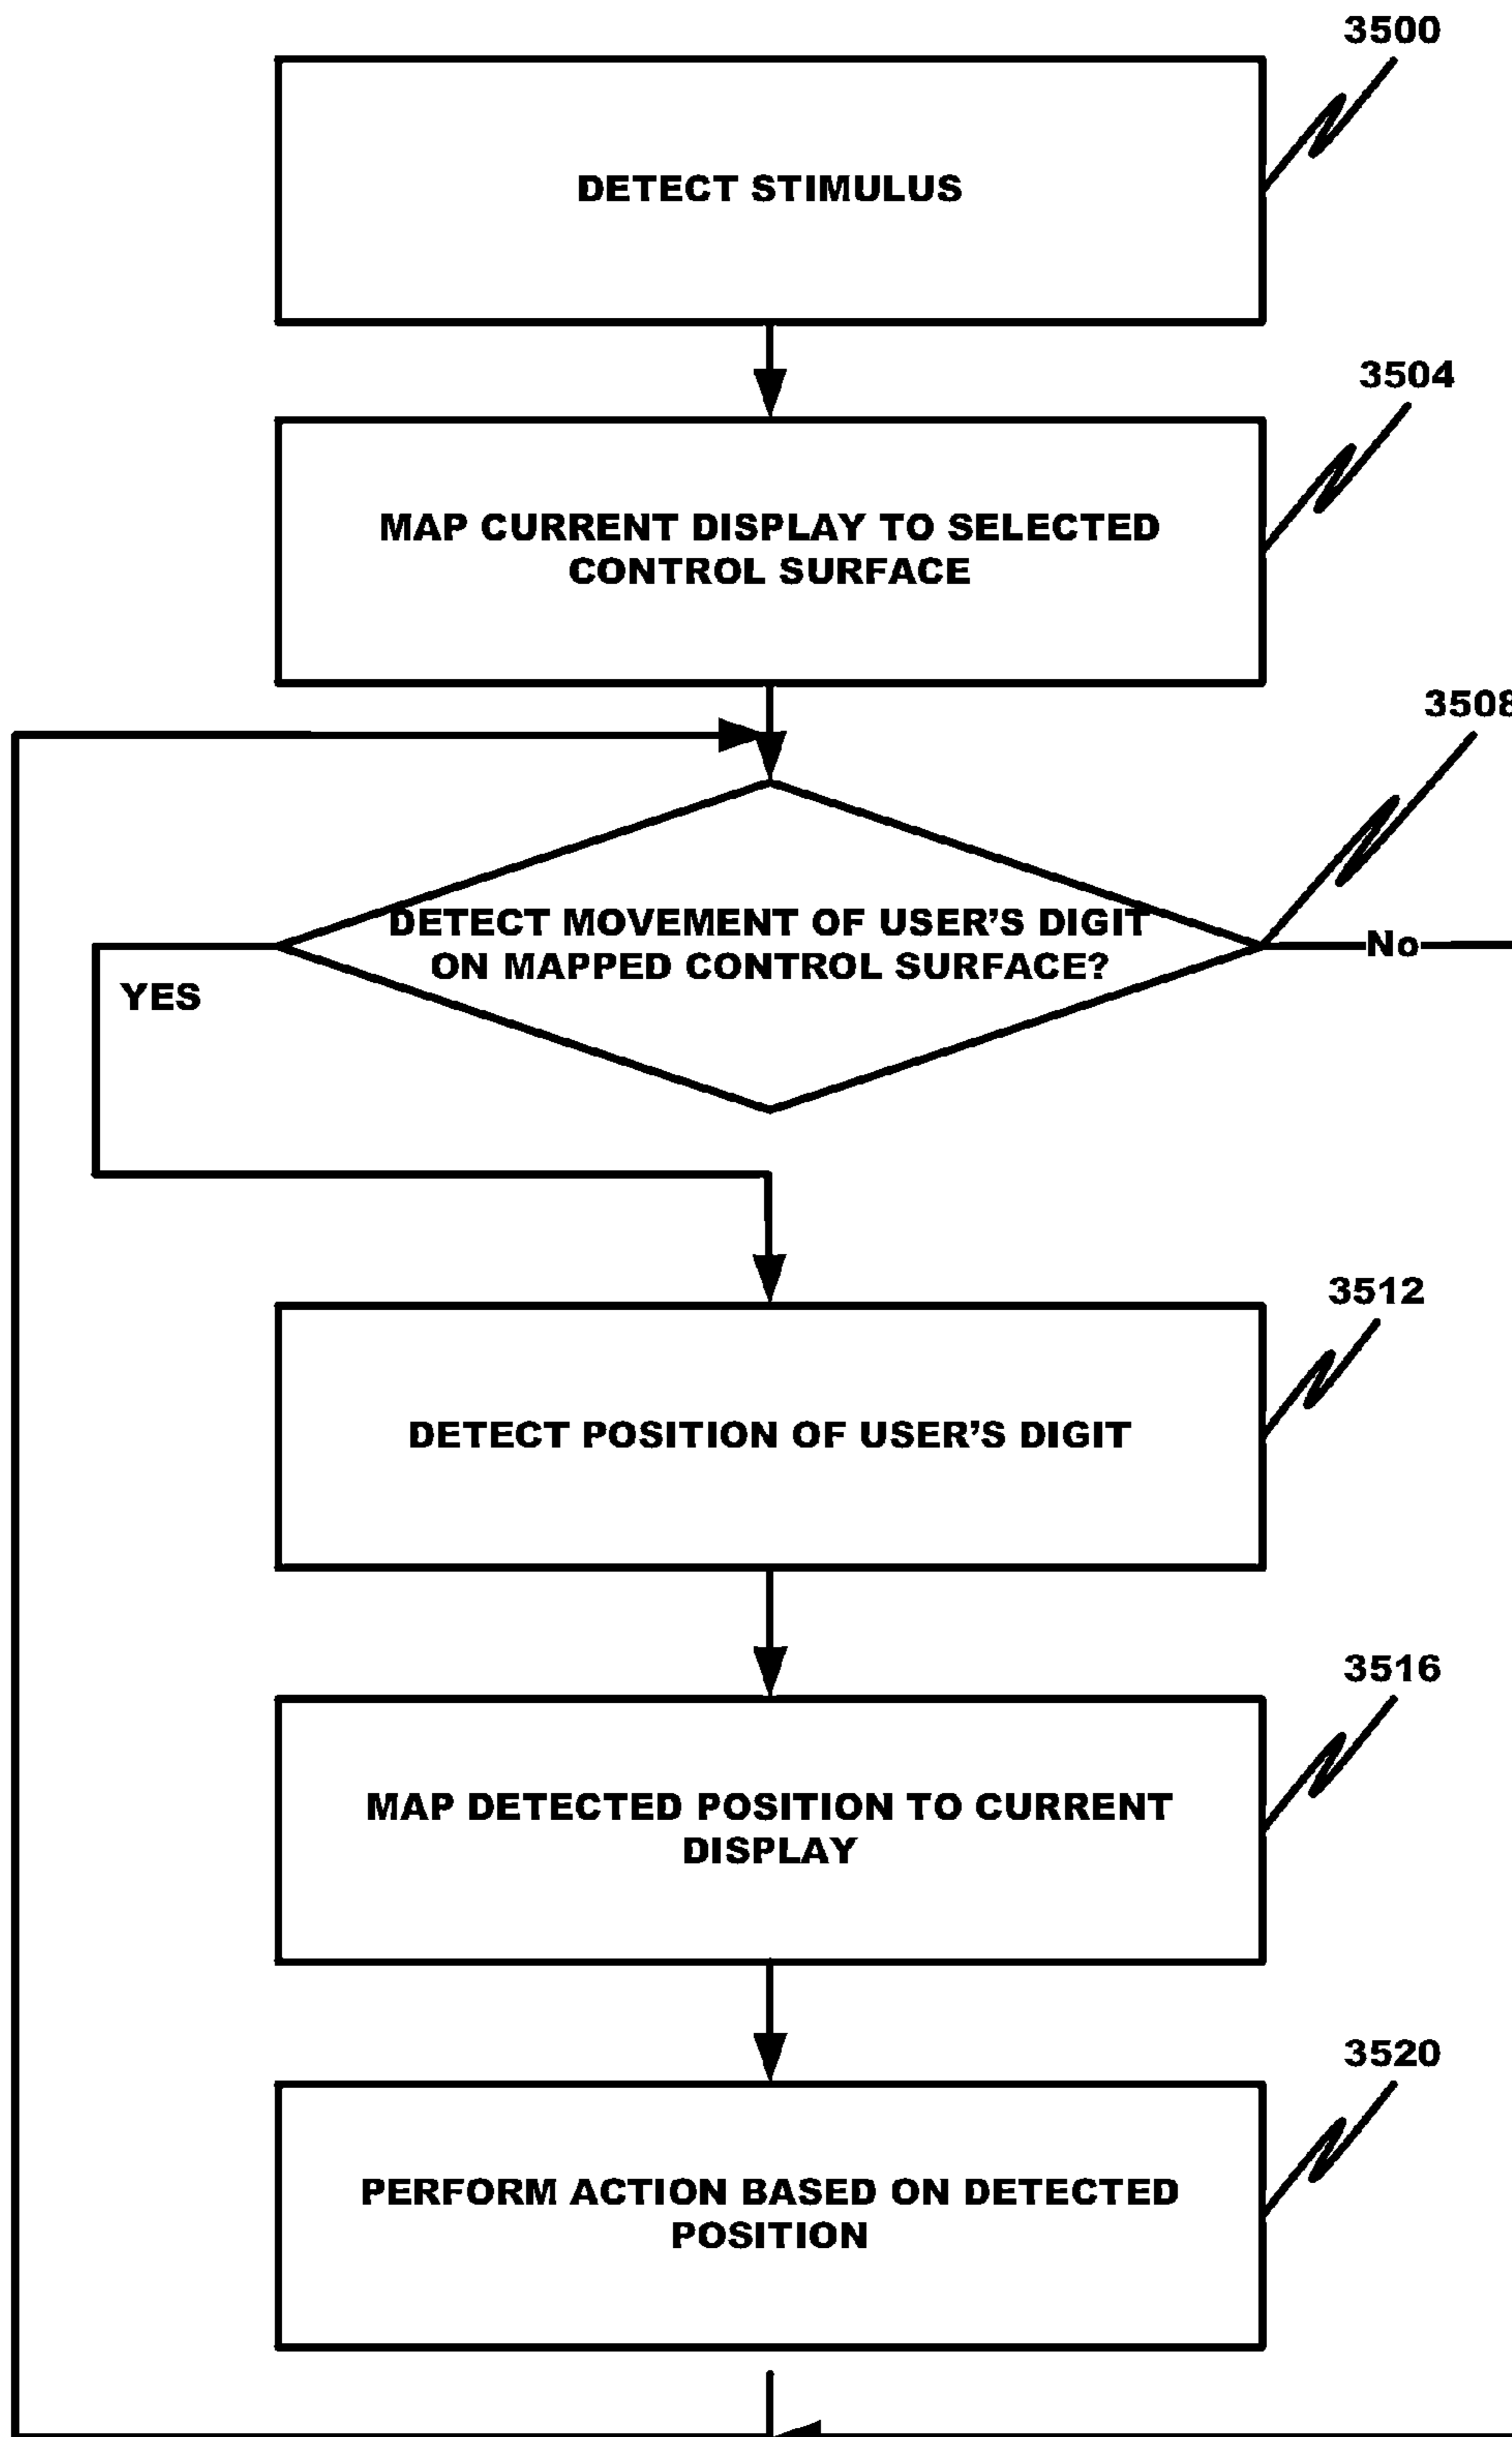 3500
DETECT STIMULUS
3504
MAP CURRENT DISPLAY TO SELECTED
CONTROL SURFACE
3508
DETECT MOVEMENT OF USER'S DIGIT
ON MAPPED CONTROL SURFACE?
No
YES
3512
DETECT POSITION OF USER'S DIGIT
3516
MAP DETECTED POSITION TO CURRENT
DISPLAY
3520
PERFORM ACTION BASED ON DETECTED
POSITION